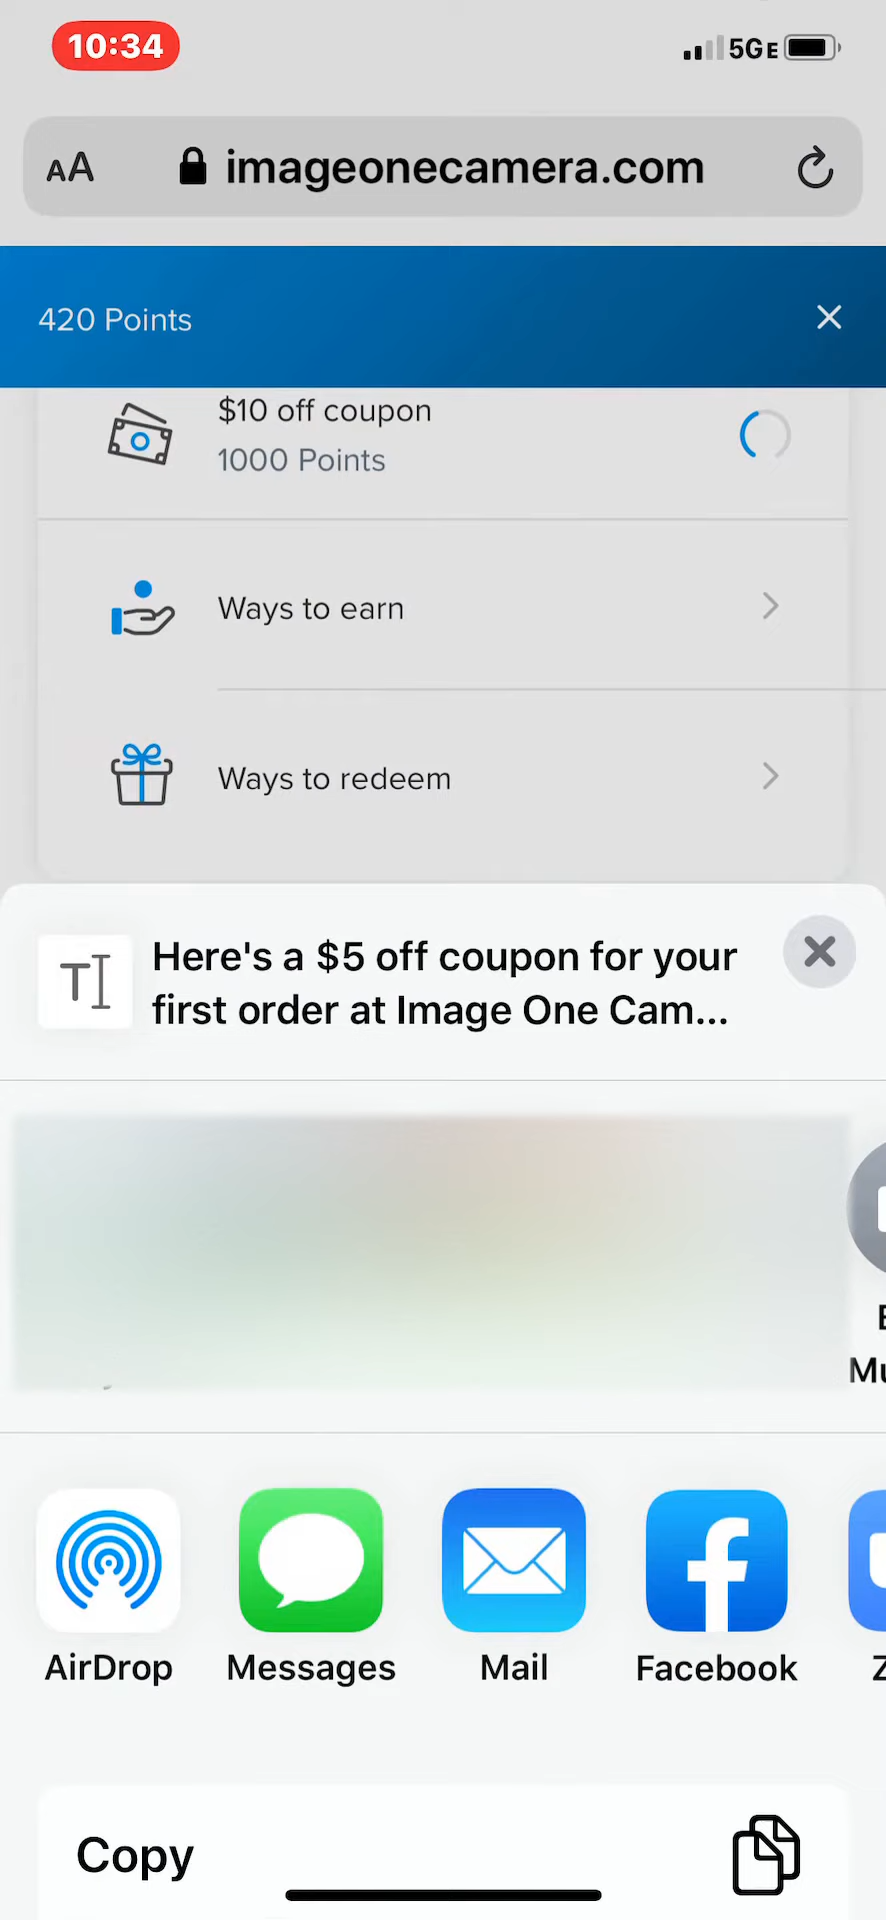 10:34
5GE
AA
imageonecamera.com
420 Points
$10 off coupon
1000 Points
Ways to earn
Ways to redeem
Here's a $5 off coupon for your
first order at Image One Cam...
AirDrop
Messages
Mail
Facebook
Copy